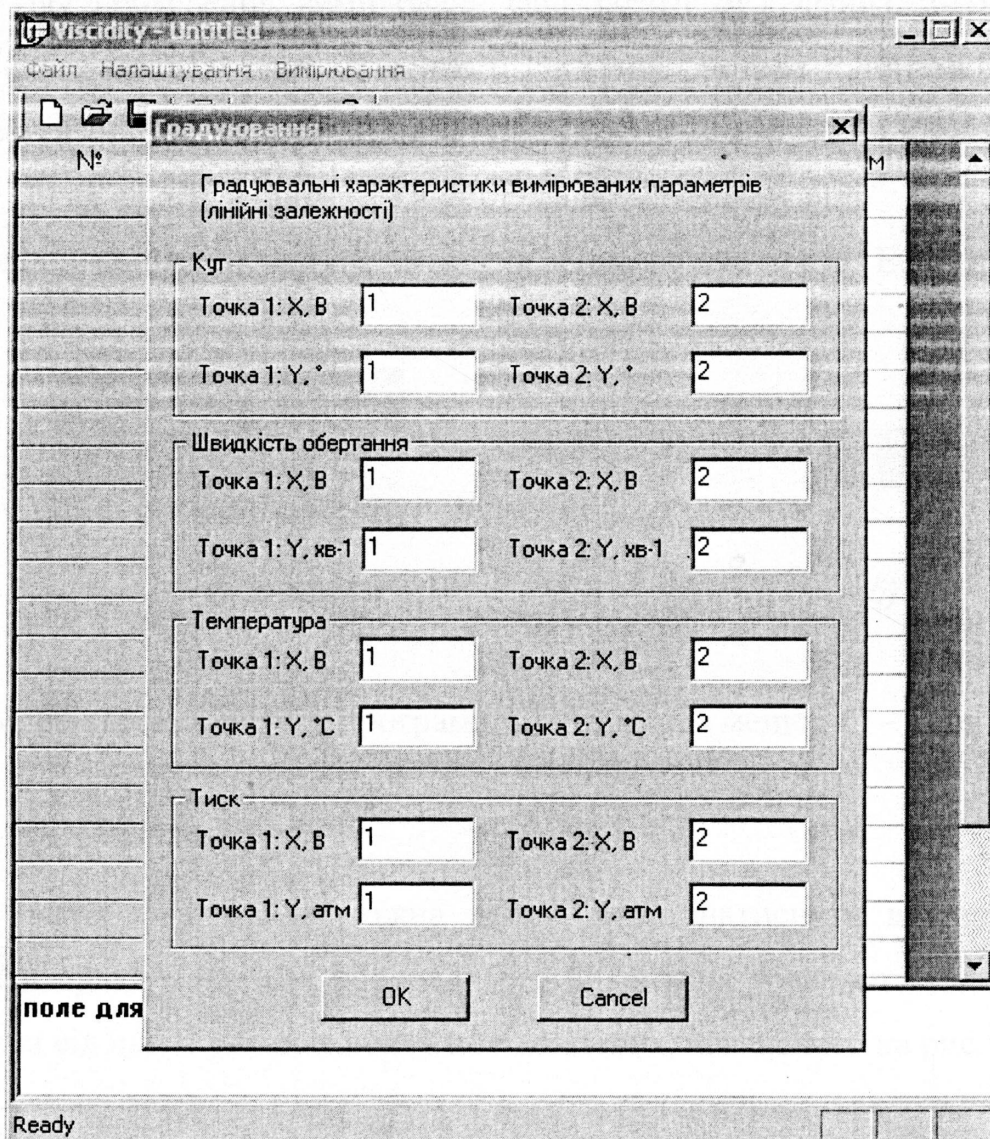 Viscidity - Untitled
Файл Налаштування Вимірювання
Градуювання
№ м
Градуювальні характеристики вимірюваних параметрів
(лінійні залежності)
Кут
Точка 1: X, В 1 Точка 2: X, В 2
Точка 1: Y, ° 1 Точка 2: Y, ° 2
Швидкість обертання
Точка 1: X, В 1 Точка 2: X, В 2
Точка 1: Y, хв-1 1 Точка 2: Y, хв-1 2
Температура
Точка 1: X, В 1 Точка 2: X, В 2
Точка 1: Y, °C 1 Точка 2: Y, °C 2
Тиск
Точка 1: X, В 1 Точка 2: X, В 2
Точка 1: Y, атм 1 Точка 2: Y, атм 2
OK Cancel
поле для
Ready